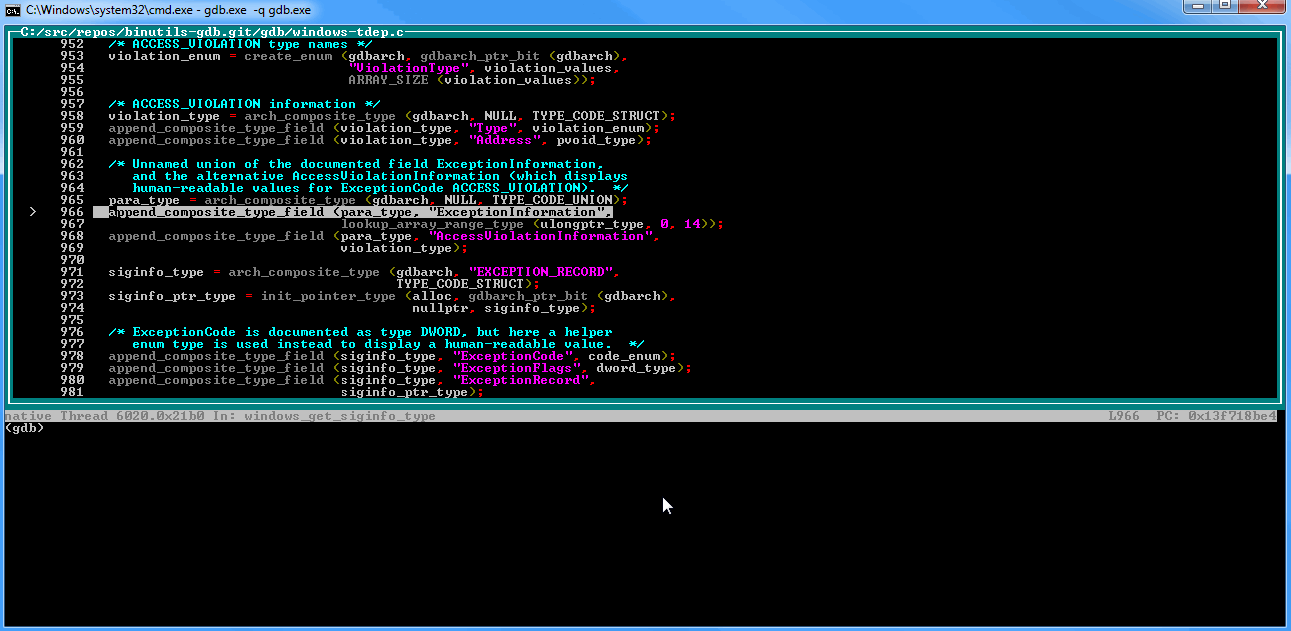 C:\Windows\system32\cmd.exe - gdb.exe -q gdb.exe
C:/src/repos/binutils-gdb.git/gdb/windows-tdep.c
952 /* ACCESS_VIOLATION type names */
953 violation_enum = create_enum (gdbarch, gdbarch_ptr_bit (gdbarch),
954 "ViolationType", violation_values,
955 ARRAY_SIZE (violation_values));
956
957 /* ACCESS_VIOLATION information */
958 violation_type = arch_composite_type (gdbarch, NULL, TYPE_CODE_STRUCT);
959 append_composite_type_field (violation_type, "Type", violation_enum);
960 append_composite_type_field (violation_type, "Address", pvoid_type);
961
962 /* Unnamed union of the documented field ExceptionInformation,
963 and the alternative AccessViolationInformation (which displays
964 human-readable values for ExceptionCode ACCESS_VIOLATION). */
965 para_type = arch_composite_type (gdbarch, NULL, TYPE_CODE_UNION);
> 966 append_composite_type_field (para_type, "ExceptionInformation",
967 lookup_array_range_type (ulongptr_type, 0, 14));
968 append_composite_type_field (para_type, "AccessViolationInformation",
969 violation_type);
970
971 siginfo_type = arch_composite_type (gdbarch, "EXCEPTION_RECORD",
972 TYPE_CODE_STRUCT);
973 siginfo_ptr_type = init_pointer_type (alloc, gdbarch_ptr_bit (gdbarch),
974 nullptr, siginfo_type);
975
976 /* ExceptionCode is documented as type DWORD, but here a helper
977 enum type is used instead to display a human-readable value. */
978 append_composite_type_field (siginfo_type, "ExceptionCode", code_enum);
979 append_composite_type_field (siginfo_type, "ExceptionFlags", dword_type);
980 append_composite_type_field (siginfo_type, "ExceptionRecord",
981 siginfo_ptr_type);
native Thread 6020.0x21b0 In: windows_get_siginfo_type L966 PC: 0x13f718be4
(gdb)